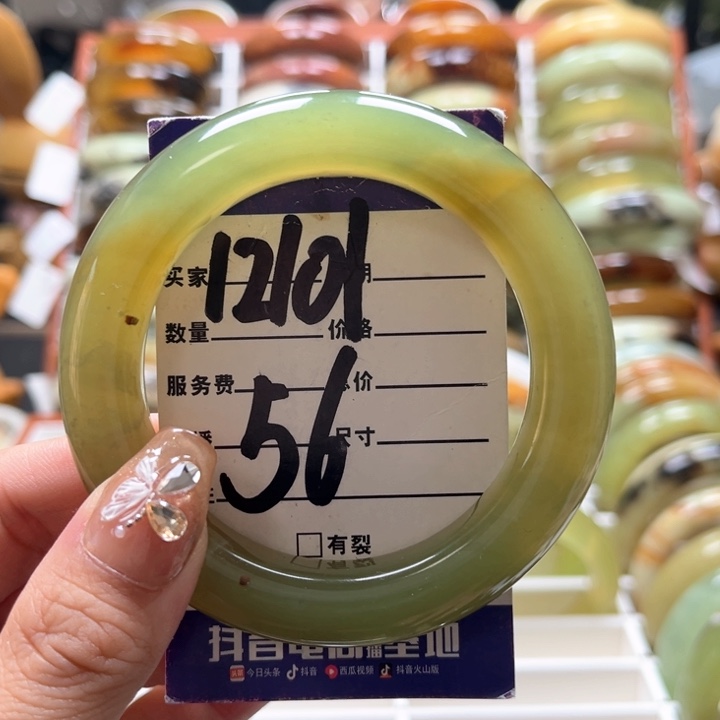 12101
买家 期
数量 价格
服务费 总价
56
尺寸
有裂
抖音电商直播基地
今日头条 抖音 西瓜视频 抖音火山版